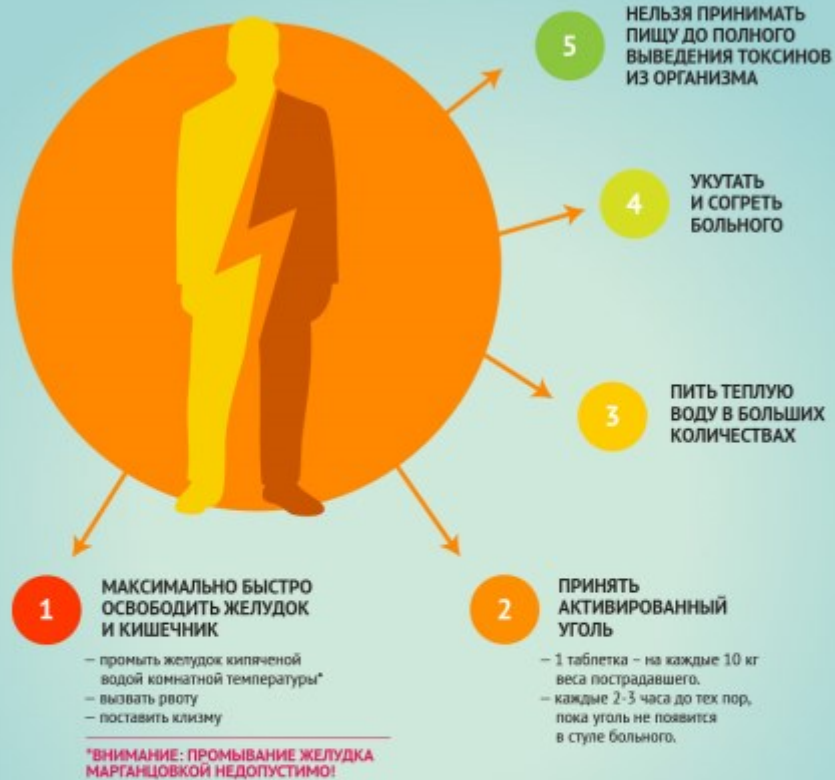 1
МАКСИМАЛЬНО БЫСТРО
ОСВОБОДИТЬ ЖЕЛУДОК
И КИШЕЧНИК
— промыть желудок кипяченой
водой комнатной температуры*
— вызвать рвоту
— поставить клизму
*ВНИМАНИЕ: ПРОМЫВАНИЕ ЖЕЛУДКА
МАРГАНЦОВКОЙ НЕДОПУСТИМО!
2
ПРИНЯТЬ
АКТИВИРОВАННЫЙ
УГОЛЬ
— 1 таблетка – на каждые 10 кг
веса пострадавшего.
— каждые 2-3 часа до тех пор,
пока уголь не появится
в стуле больного.
3
ПИТЬ ТЕПЛУЮ
ВОДУ В БОЛЬШИХ
КОЛИЧЕСТВАХ
4
УКУТАТЬ
И СОГРЕТЬ
БОЛЬНОГО
5
НЕЛЬЗЯ ПРИНИМАТЬ
ПИЩУ ДО ПОЛНОГО
ВЫВЕДЕНИЯ ТОКСИНОВ
ИЗ ОРГАНИЗМА